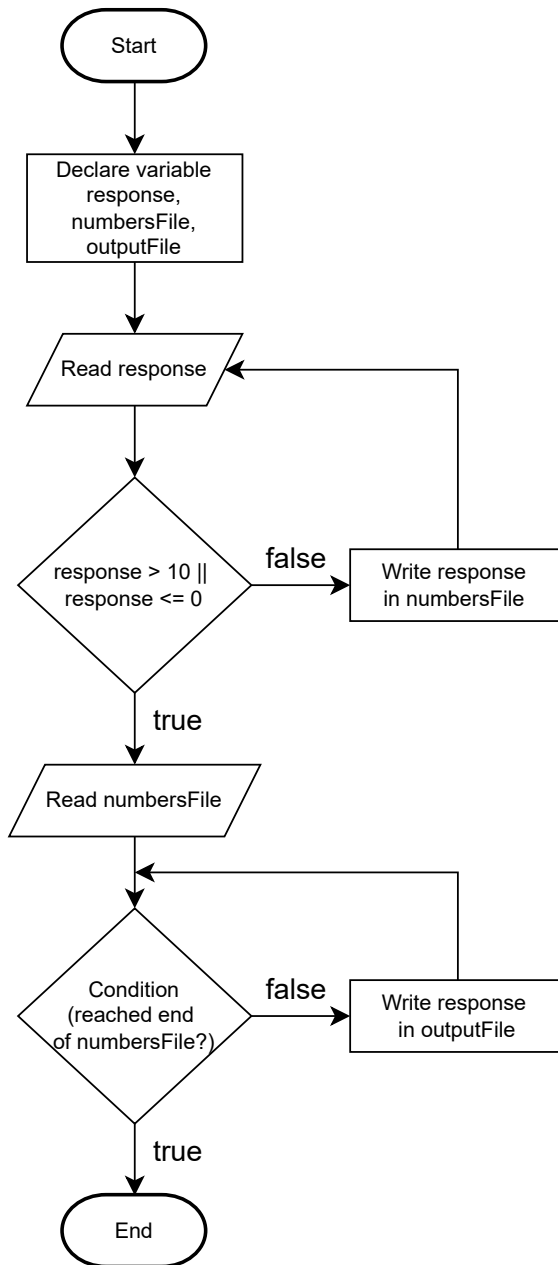 Start
Declare variable
response,
numbersFile,
outputFile
Read response
response > 10 ||
response <= 0
false
Write response
in numbersFile
true
Read numbersFile
Condition
(reached end
of numbersFile?)
false
Write response
in outputFile
true
End